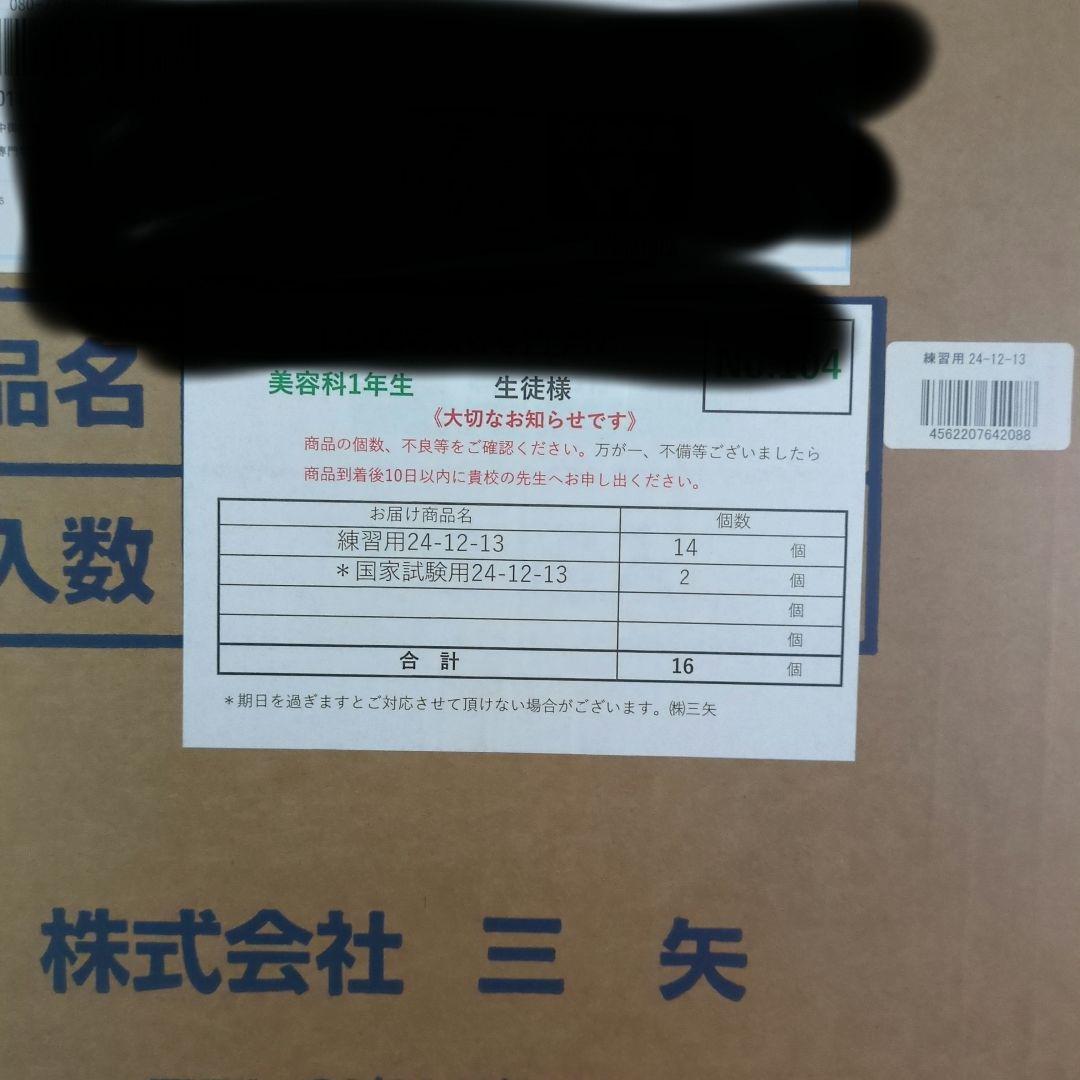 080-
品名
No.104
美容科1年生 生徒様
《大切なお知らせです》
商品の個数、不良等をご確認ください。万が一、不備等ございましたら
商品到着後10日以内に貴校の先生へお申し出ください。
お届け商品名 個数
練習用24-12-13 14 個
＊国家試験用24-12-13 2 個
個
個
合 計 16 個
＊期日を過ぎますとご対応させて頂けない場合がございます。㈱三矢
入数
練習用 24-12-13
4562207642088
株式会社 三 矢